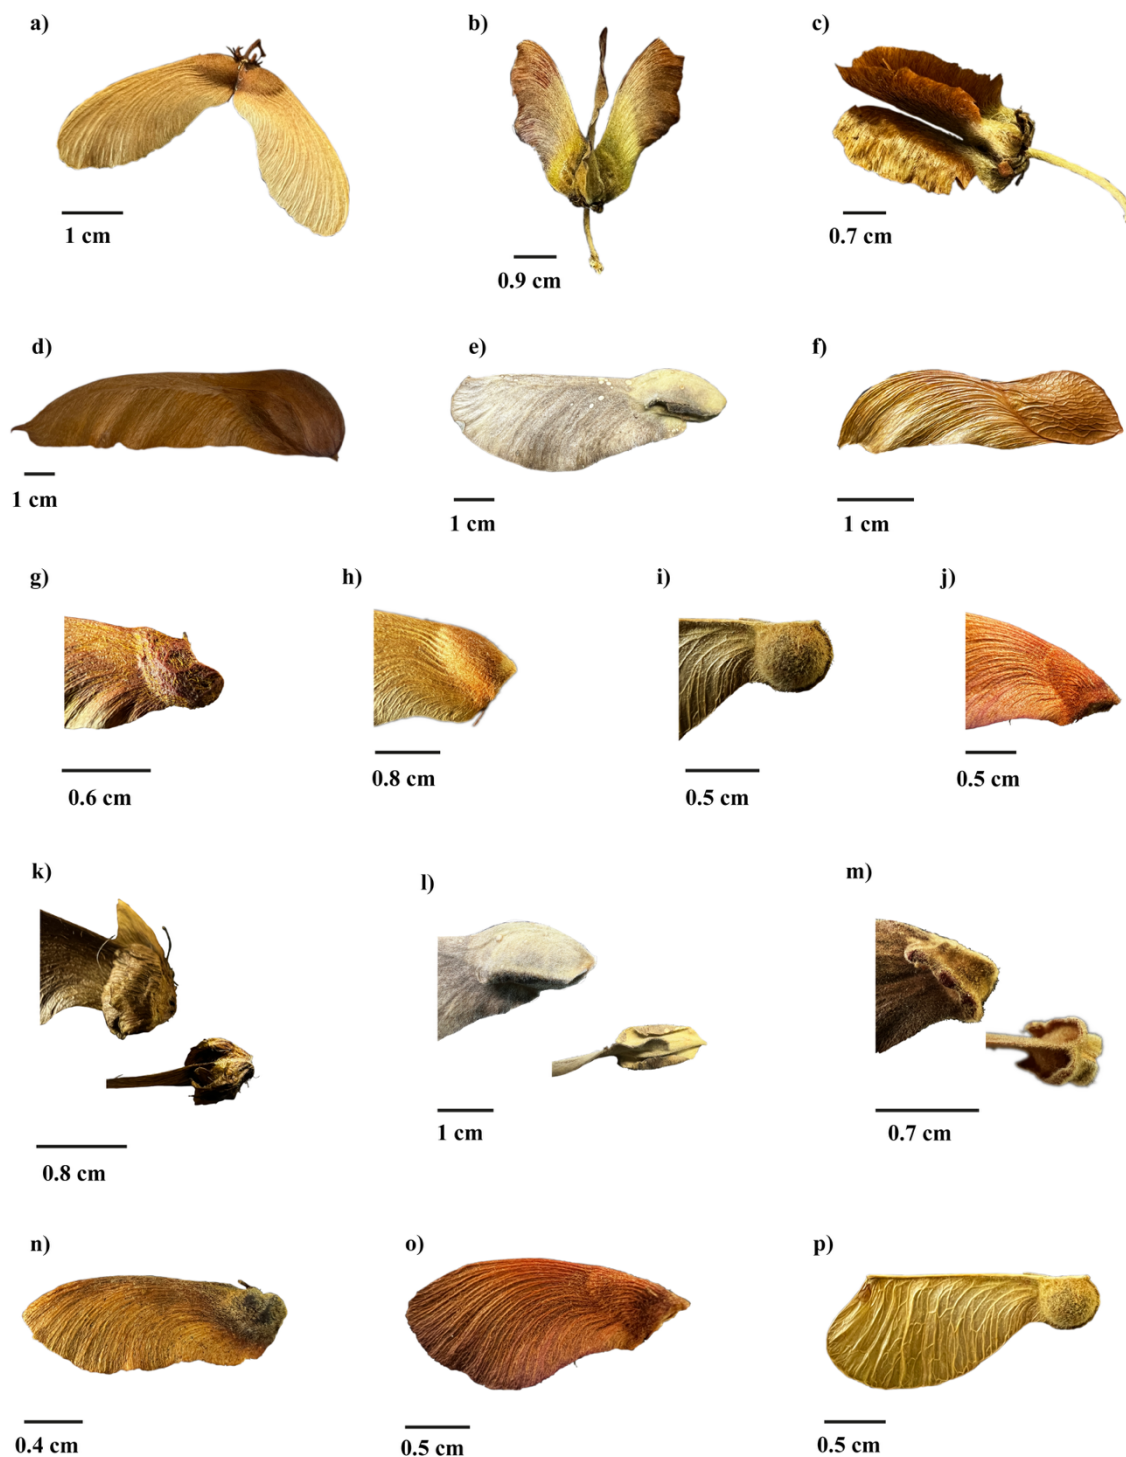 a)
b)
c)
1 cm
0.9 cm
0.7 cm
d)
e)
f)
1 cm
1 cm
1 cm
g)
h)
i)
j)
0.6 cm
0.8 cm
0.5 cm
0.5 cm
k)
l)
m)
0.8 cm
1 cm
0.7 cm
n)
o)
p)
0.4 cm
0.5 cm
0.5 cm